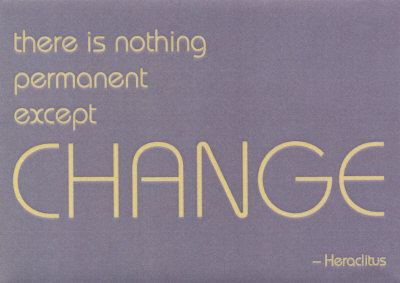 there is nothing
permanent
except
CHANGE
– Heraclitus